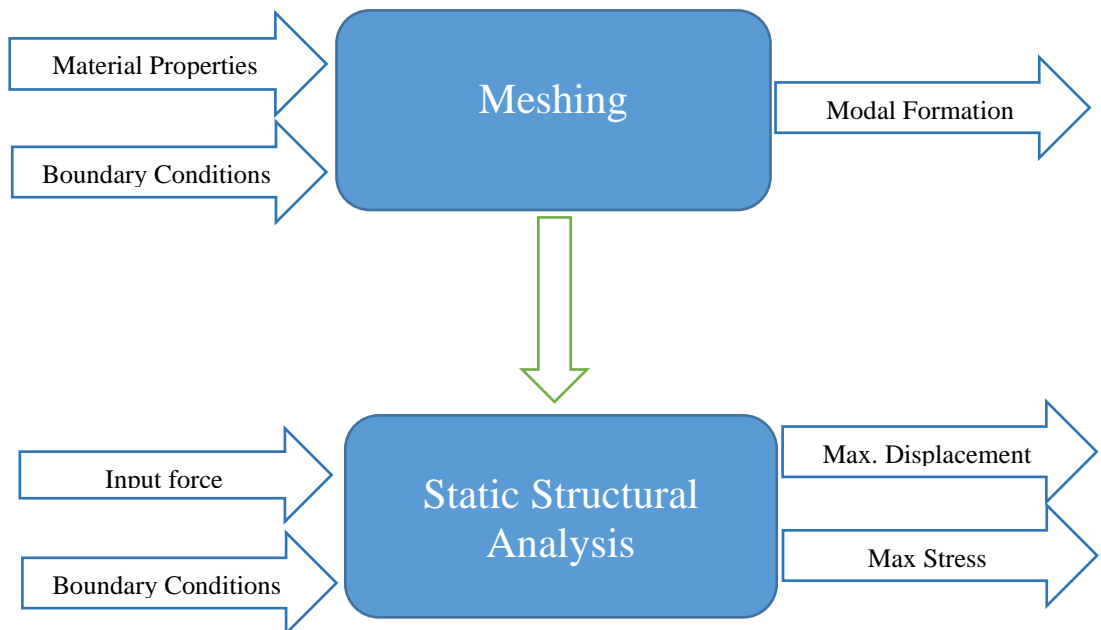 Material Properties
Meshing
Modal Formation
Boundary Conditions
Input force
Static Structural
Analysis
Max. Displacement
Boundary Conditions
Max Stress